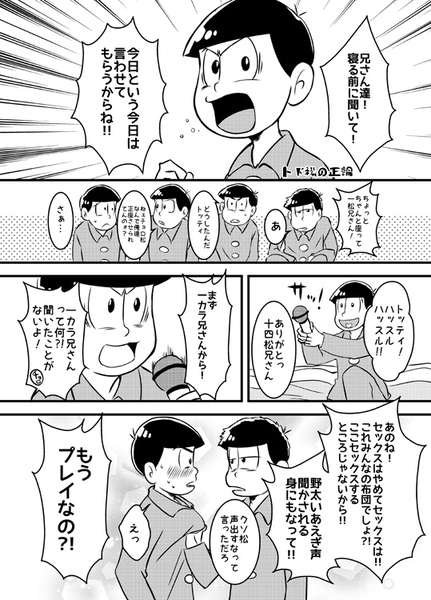 兄さん達！
寝る前に聞いて！
今日という今日は
言わせて
もらうからね!!
トド松の正論
ちょっと
ちゃんと座って
一松兄さん！
あ
どうしたんだ
トッティ
ねェチョロ松
なんで俺達
正座させられ
てんのォ？
さぁ…
トッティ！
ハッスル
ハッスル!!
ありがとっ
十四松兄さん
まず
一カラ兄さん
から！
一カラ兄さん
って何?!
聞いたことが
ないよ！
あのね！
セックスはやめてセックスは!!
これみんなの布団でしょ?!
ここセックスする
ところじゃないから!!
野太いあえぎ声
聞かされる
身にもなって!!
クソ松
声出すなって
言っただろ
えっ
もう
プレイなの?!